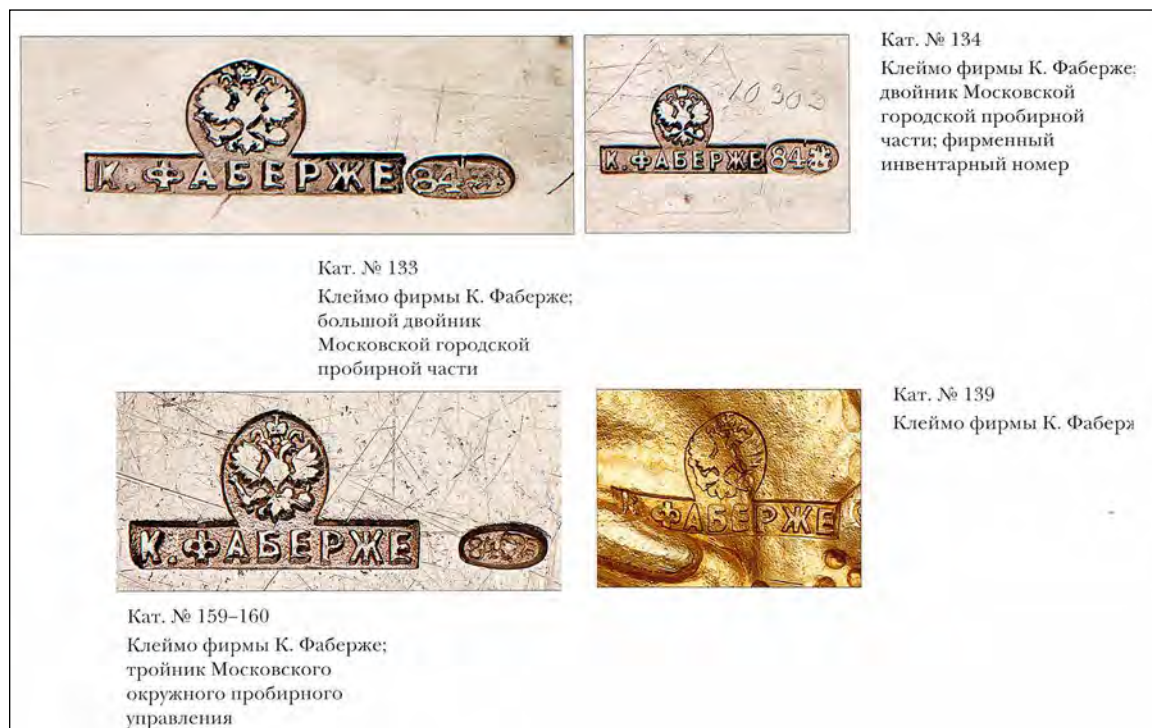 К. ФАБЕРЖЕ 84
10302
К. ФАБЕРЖЕ 84
Кат. № 134
Клеймо фирмы К. Фаберже;
двойник Московской
городской пробирной
части; фирменный
инвентарный номер
Кат. № 133
Клеймо фирмы К. Фаберже;
большой двойник
Московской городской
пробирной части
К. ФАБЕРЖЕ 84
К. ФАБЕРЖЕ
Кат. № 139
Клеймо фирмы К. Фаберж
Кат. № 159–160
Клеймо фирмы К. Фаберже;
тройник Московского
окружного пробирного
управления